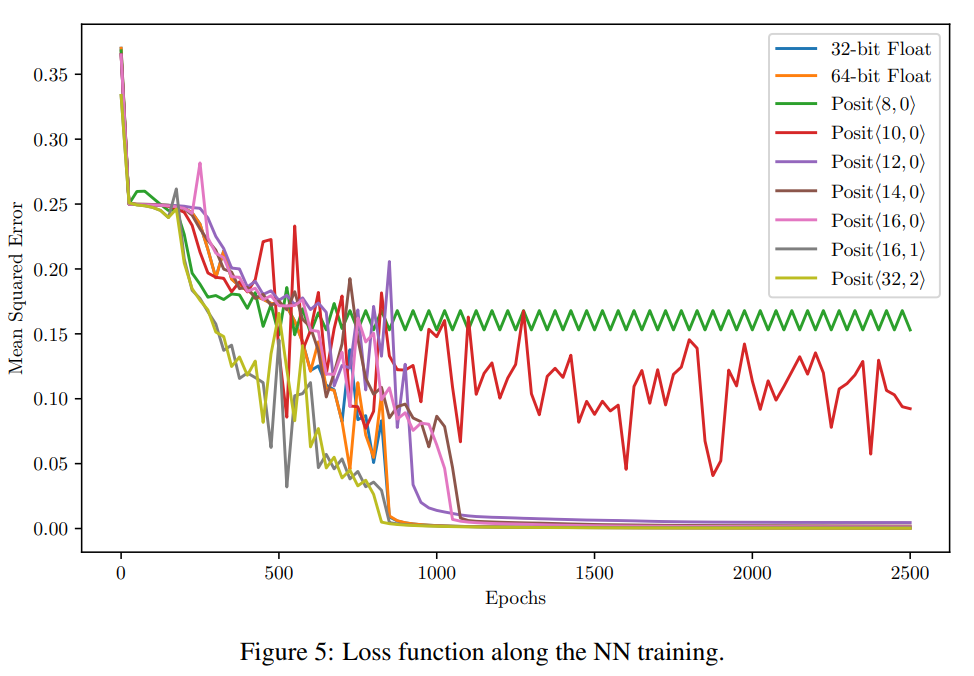 Mean Squared Error
0.35
0.30
0.25
0.20
0.15
0.10
0.05
0.00
0
500
1000
1500
2000
2500
Epochs
32-bit Float
64-bit Float
Posit⟨8, 0⟩
Posit⟨10, 0⟩
Posit⟨12, 0⟩
Posit⟨14, 0⟩
Posit⟨16, 0⟩
Posit⟨16, 1⟩
Posit⟨32, 2⟩
Figure 5: Loss function along the NN training.